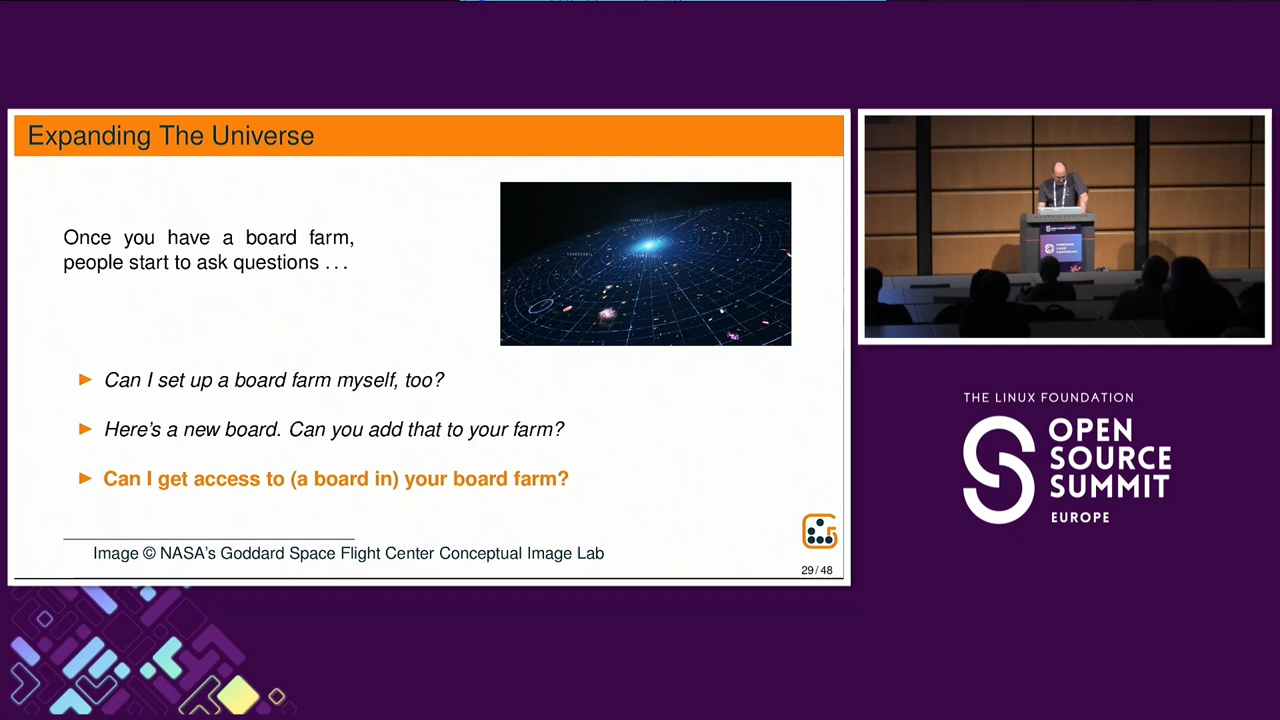 Expanding The Universe
Once you have a board farm,
people start to ask questions . . .
► Can I set up a board farm myself, too?
► Here's a new board. Can you add that to your farm?
► Can I get access to (a board in) your board farm?
Image © NASA's Goddard Space Flight Center Conceptual Image Lab
29 / 48
THE LINUX FOUNDATION
OPEN
SOURCE
SUMMIT
EUROPE